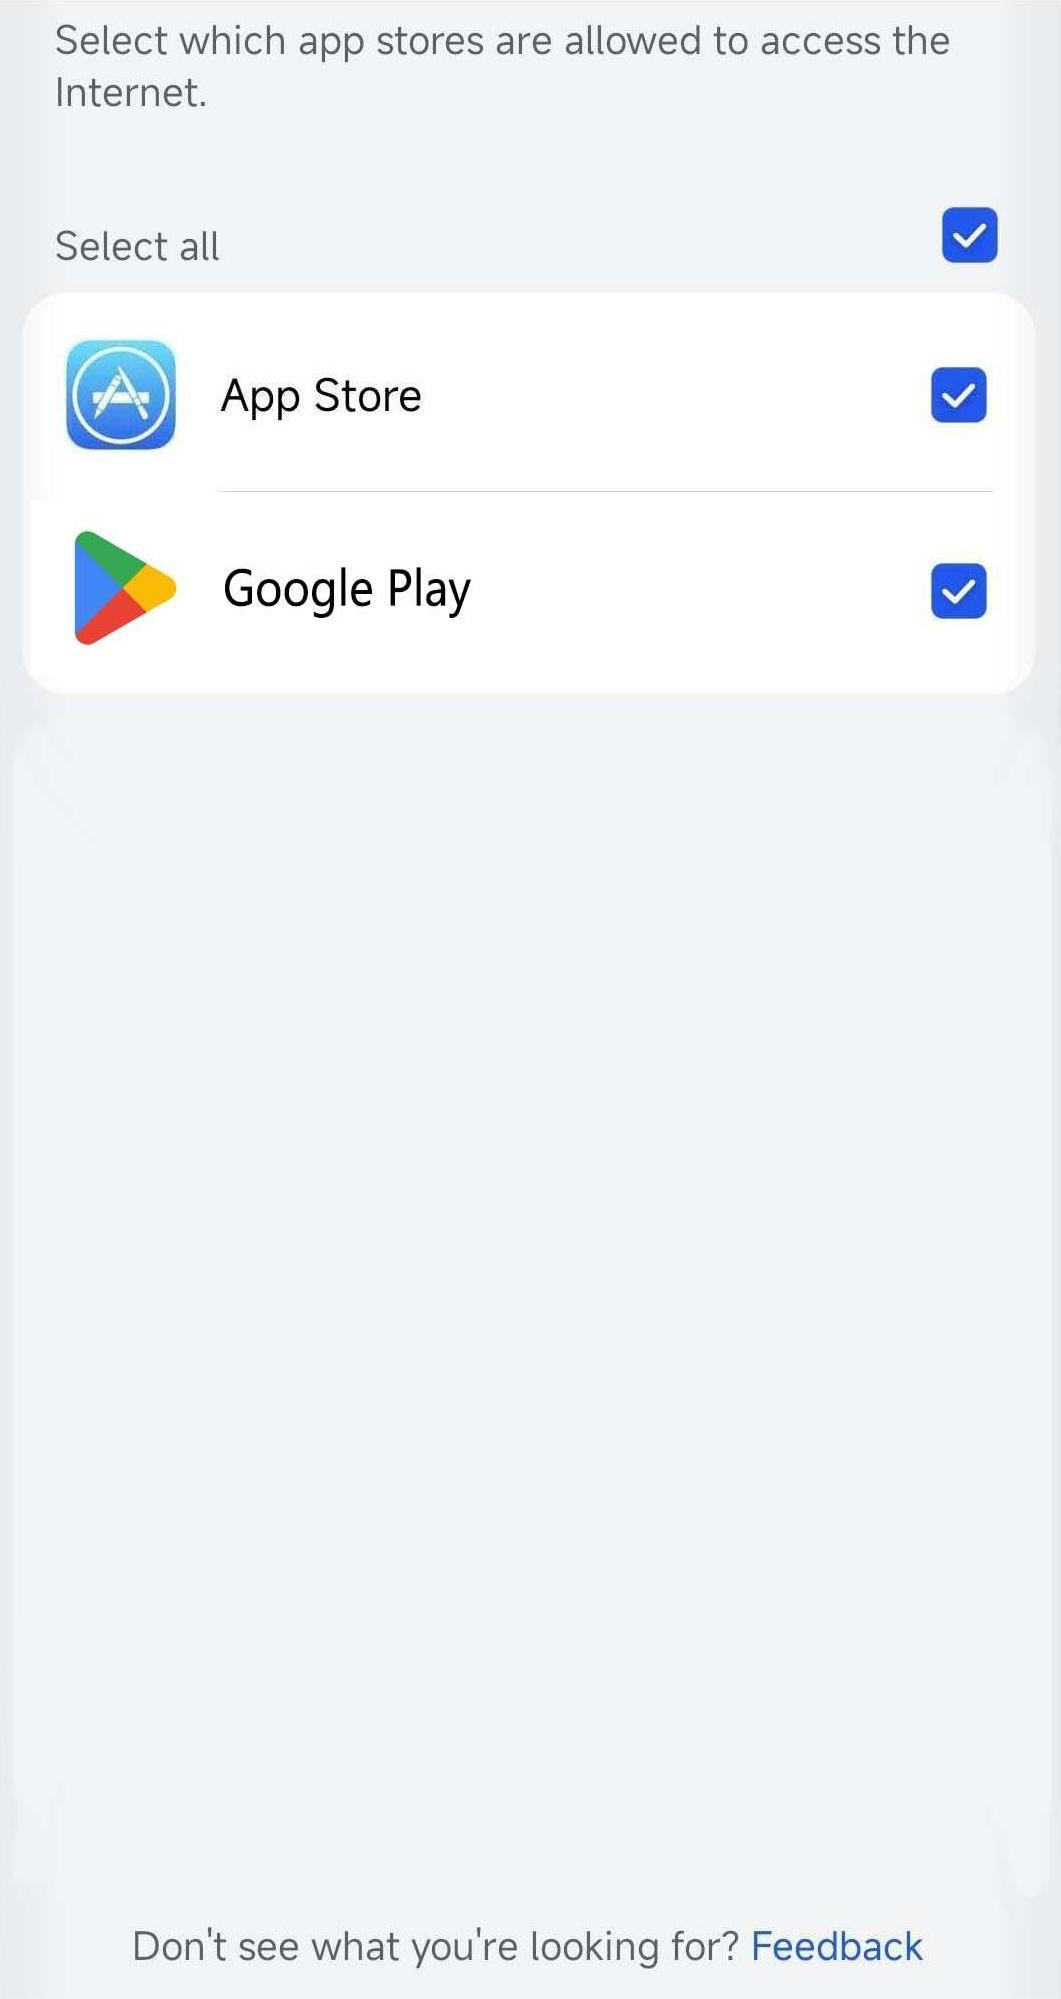 Select which app stores are allowed to access the
Internet.
Select all
App Store
Google Play
Don't see what you're looking for? Feedback